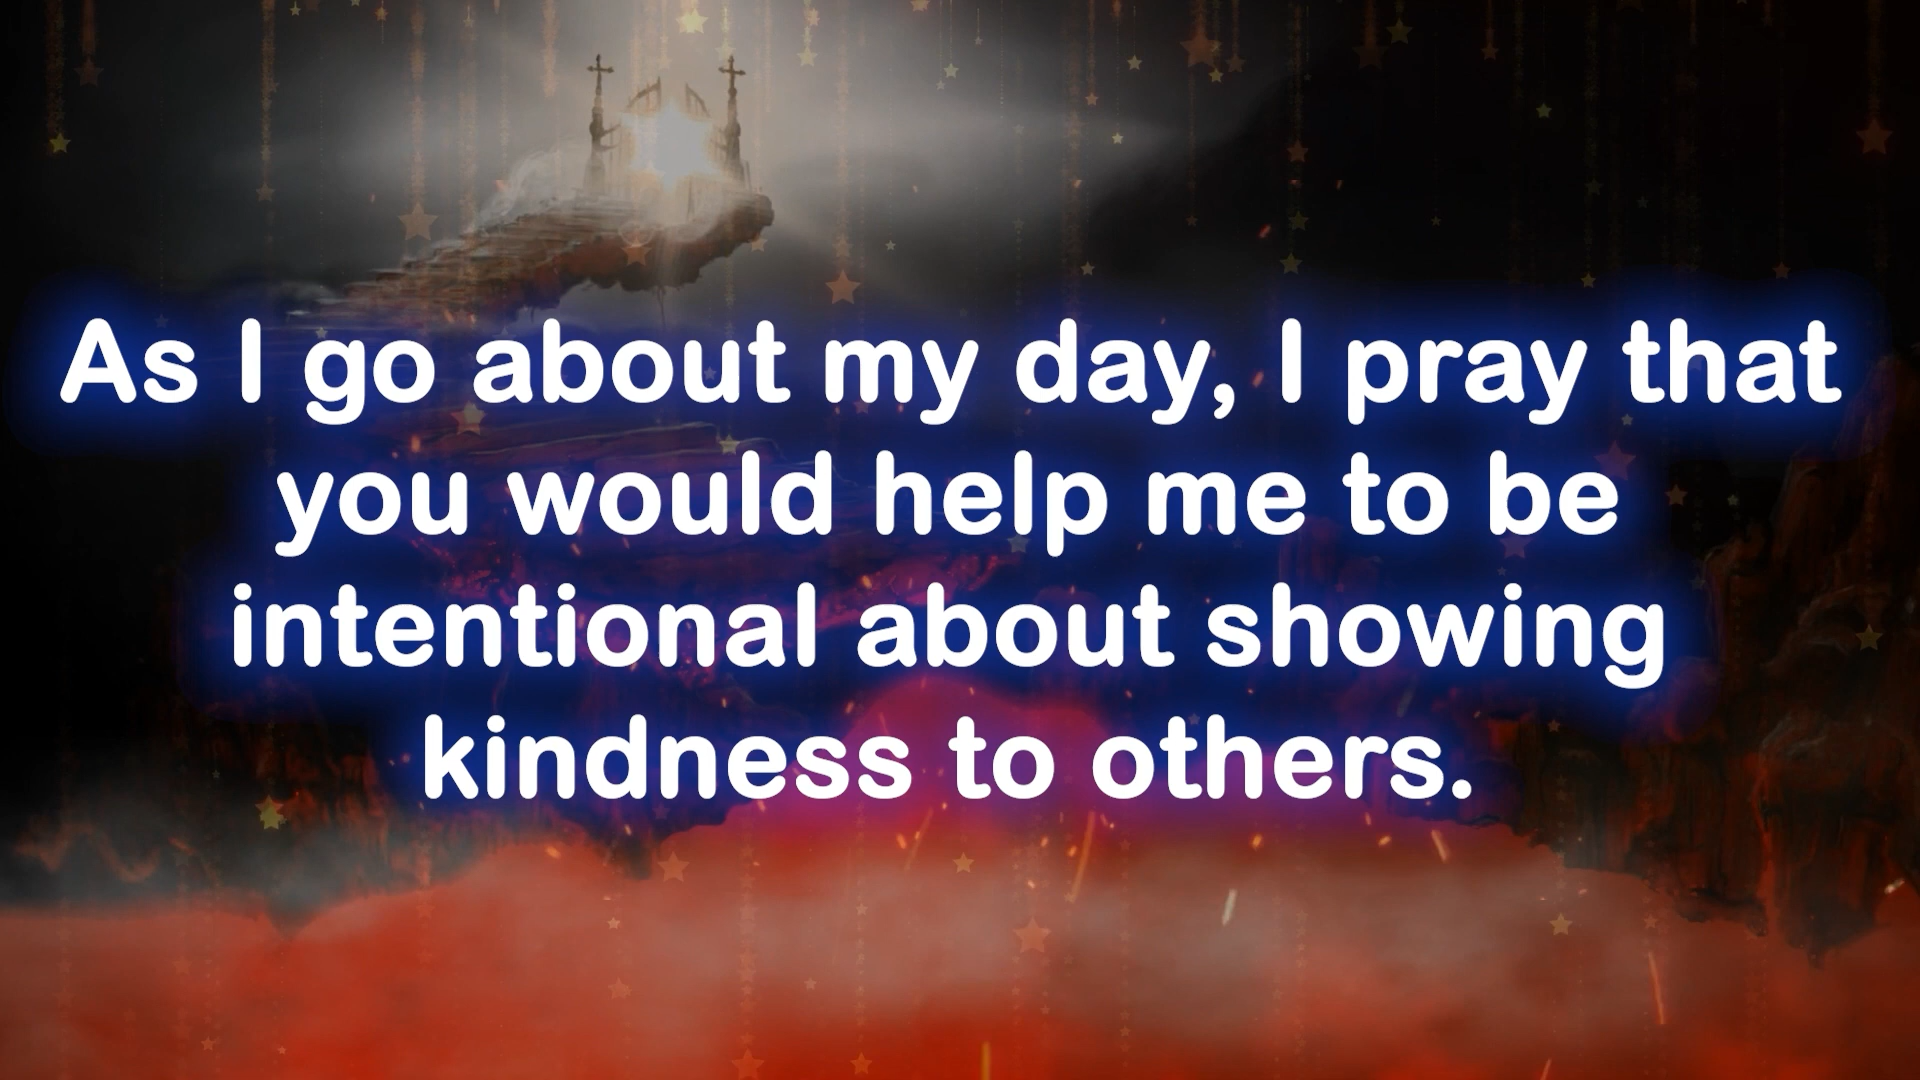 As I go about my day, I pray that
you would help me to be
intentional about showing
kindness to others.